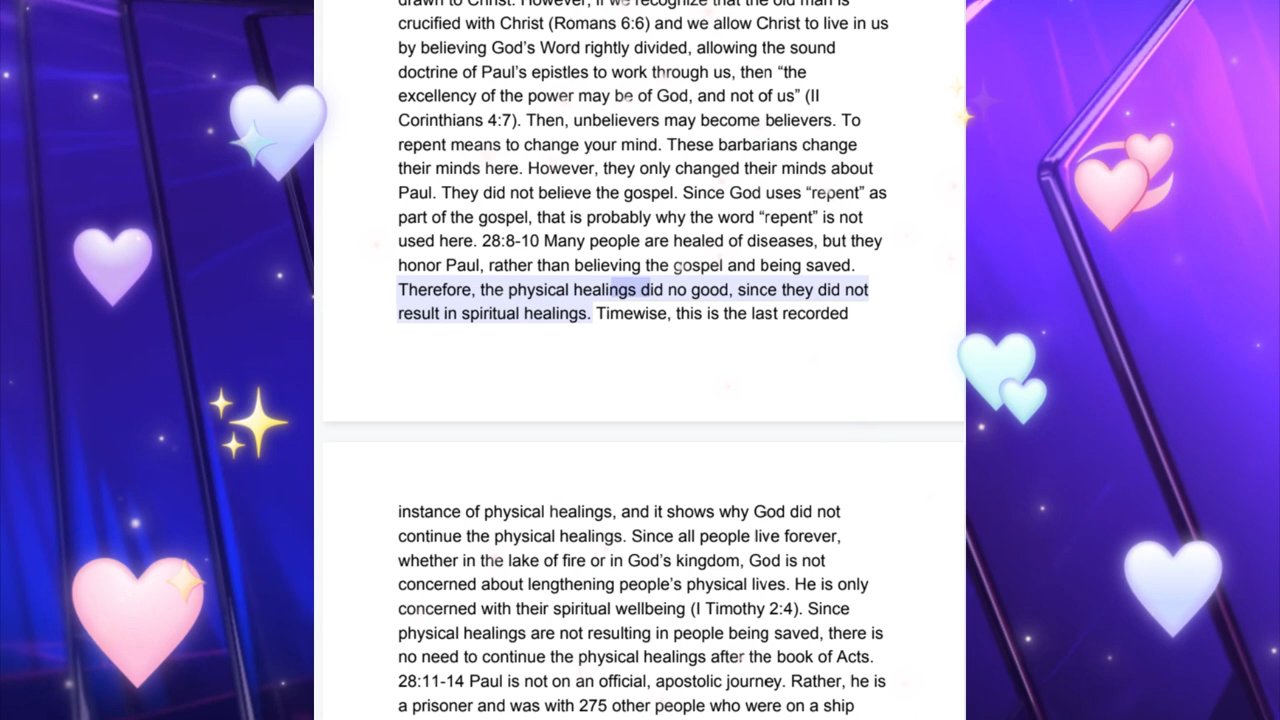 drawn to Christ. However, if we recognize that the old man is
crucified with Christ (Romans 6:6) and we allow Christ to live in us
by believing God’s Word rightly divided, allowing the sound
doctrine of Paul’s epistles to work through us, then “the
excellency of the power may be of God, and not of us” (II
Corinthians 4:7). Then, unbelievers may become believers. To
repent means to change your mind. These barbarians change
their minds here. However, they only changed their minds about
Paul. They did not believe the gospel. Since God uses “repent” as
part of the gospel, that is probably why the word “repent” is not
used here. 28:8-10 Many people are healed of diseases, but they
honor Paul, rather than believing the gospel and being saved.
Therefore, the physical healings did no good, since they did not
result in spiritual healings. Timewise, this is the last recorded
instance of physical healings, and it shows why God did not
continue the physical healings. Since all people live forever,
whether in the lake of fire or in God’s kingdom, God is not
concerned about lengthening people’s physical lives. He is only
concerned with their spiritual wellbeing (I Timothy 2:4). Since
physical healings are not resulting in people being saved, there is
no need to continue the physical healings after the book of Acts.
28:11-14 Paul is not on an official, apostolic journey. Rather, he is
a prisoner and was with 275 other people who were on a ship